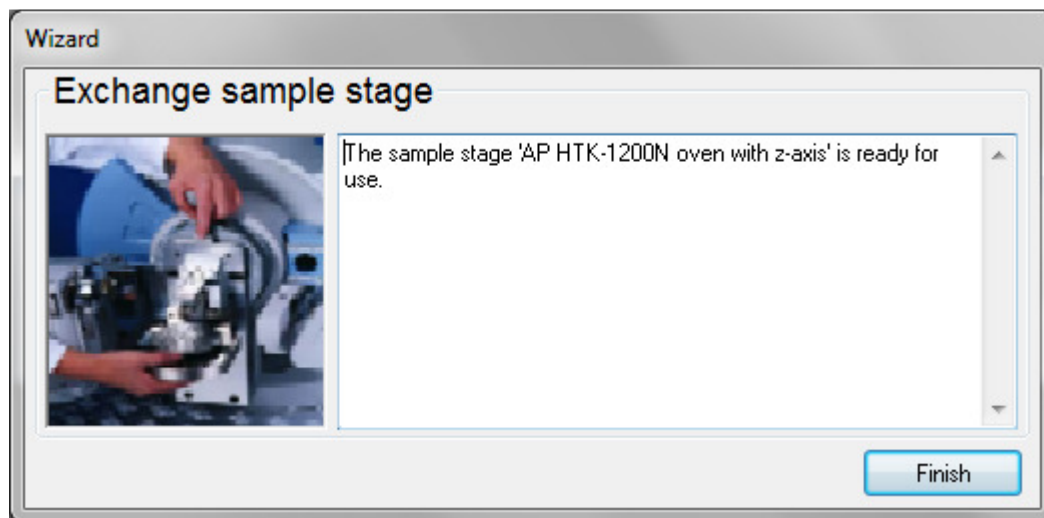 Wizard
Exchange sample stage
The sample stage 'AP HTK-1200N oven with z-axis' is ready for
use.
Finish